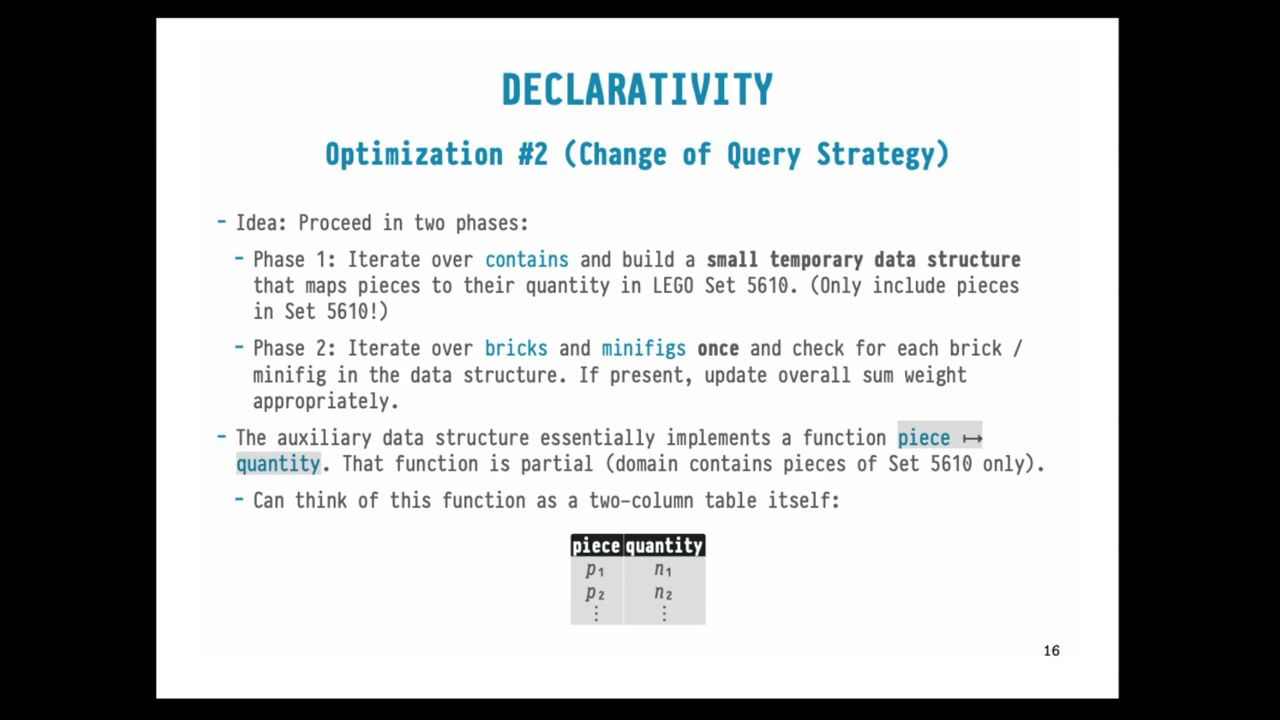 DECLARATIVITY
Optimization #2 (Change of Query Strategy)
- Idea: Proceed in two phases:
- Phase 1: Iterate over contains and build a small temporary data structure
that maps pieces to their quantity in LEGO Set 5610. (Only include pieces
in Set 5610!)
- Phase 2: Iterate over bricks and minifigs once and check for each brick /
minifig in the data structure. If present, update overall sum weight
appropriately.
- The auxiliary data structure essentially implements a function piece ↦
quantity. That function is partial (domain contains pieces of Set 5610 only).
- Can think of this function as a two-column table itself:
piece quantity
p₁ n₁
p₂ n₂
⋮ ⋮
16